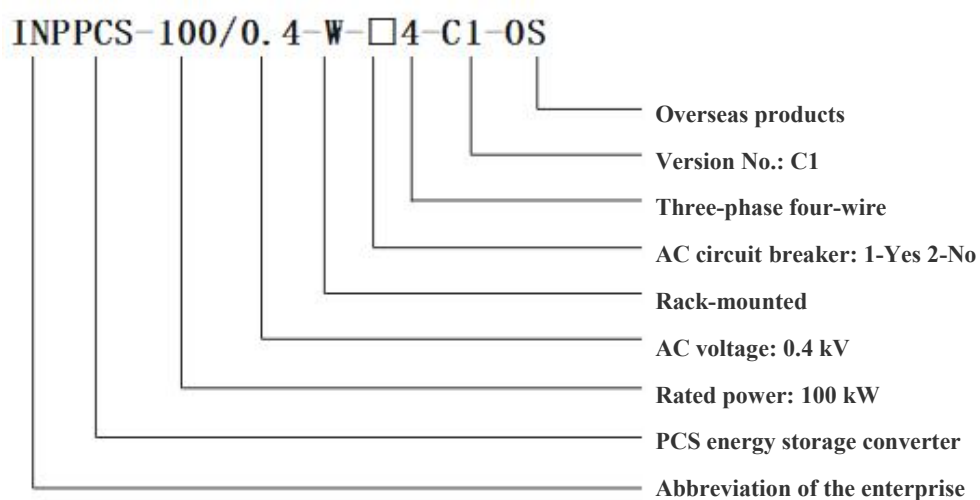 INPPCS-100/0.4-W-□4-C1-OS
Overseas products
Version No.: C1
Three-phase four-wire
AC circuit breaker: 1-Yes 2-No
Rack-mounted
AC voltage: 0.4 kV
Rated power: 100 kW
PCS energy storage converter
Abbreviation of the enterprise